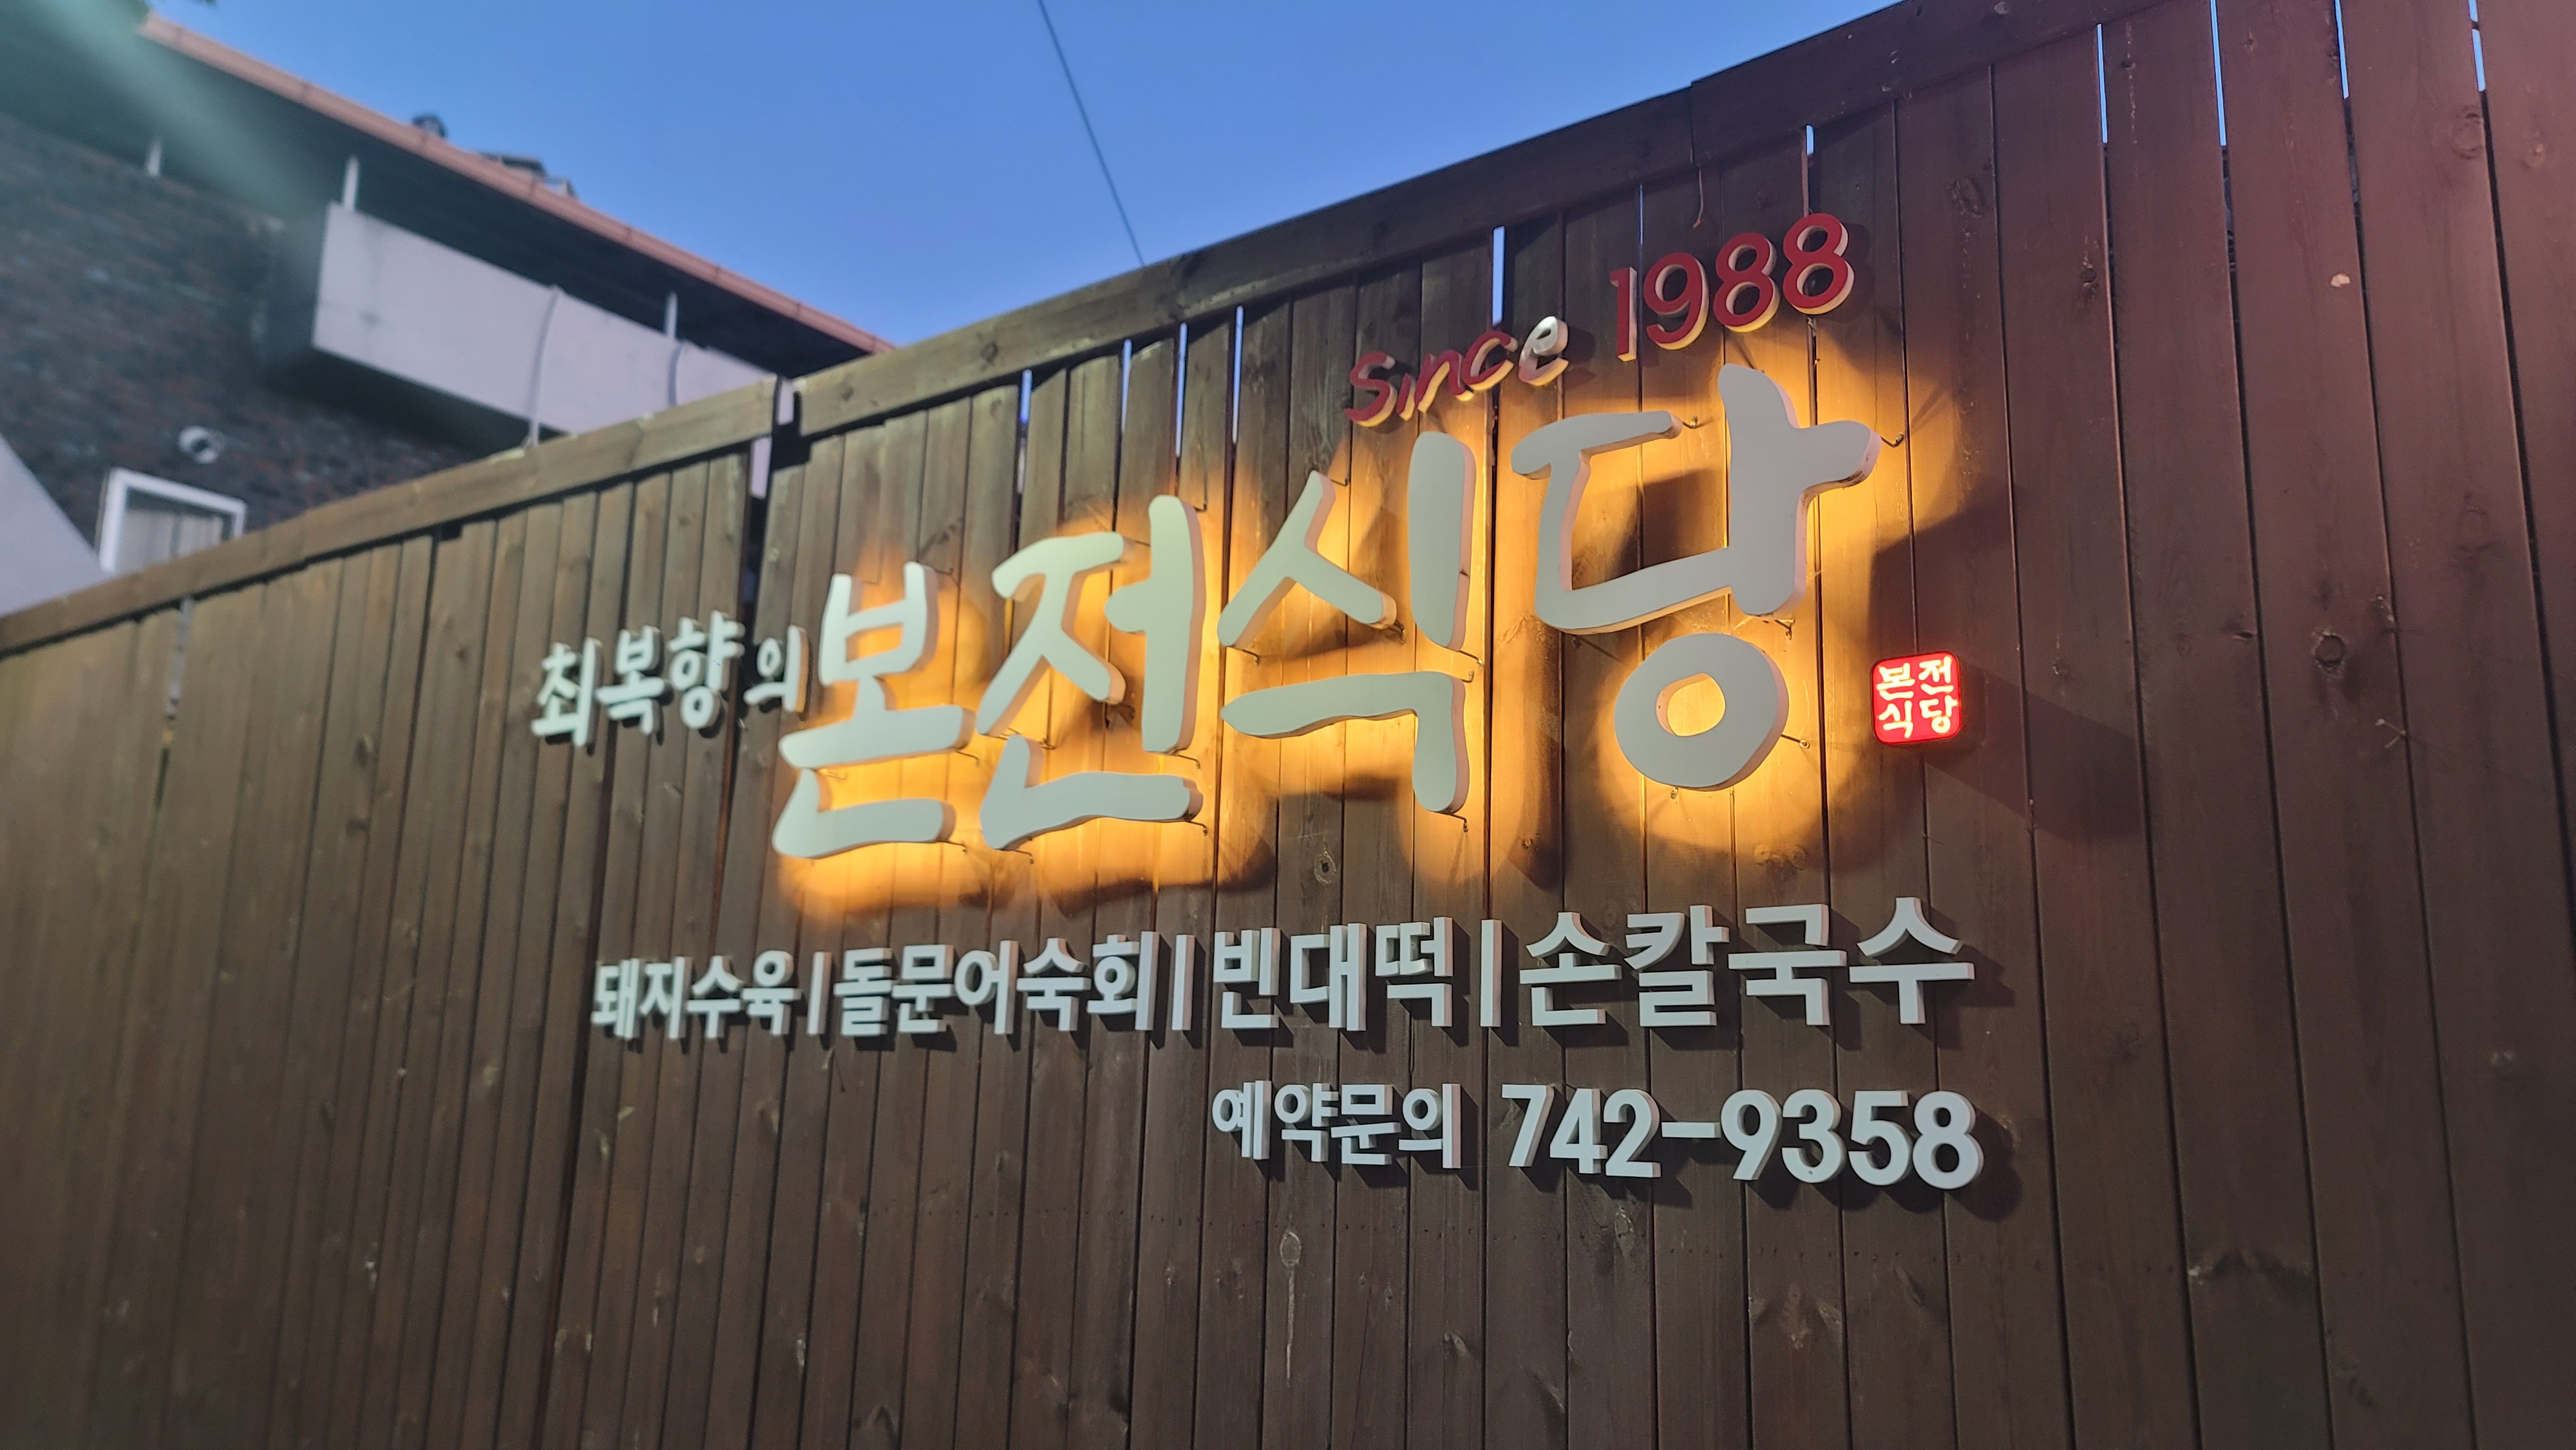 Since 1988
최복향의 본전식당
본전
식당
돼지수육|돌문어숙회|빈대떡|손칼국수
예약문의 742-9358